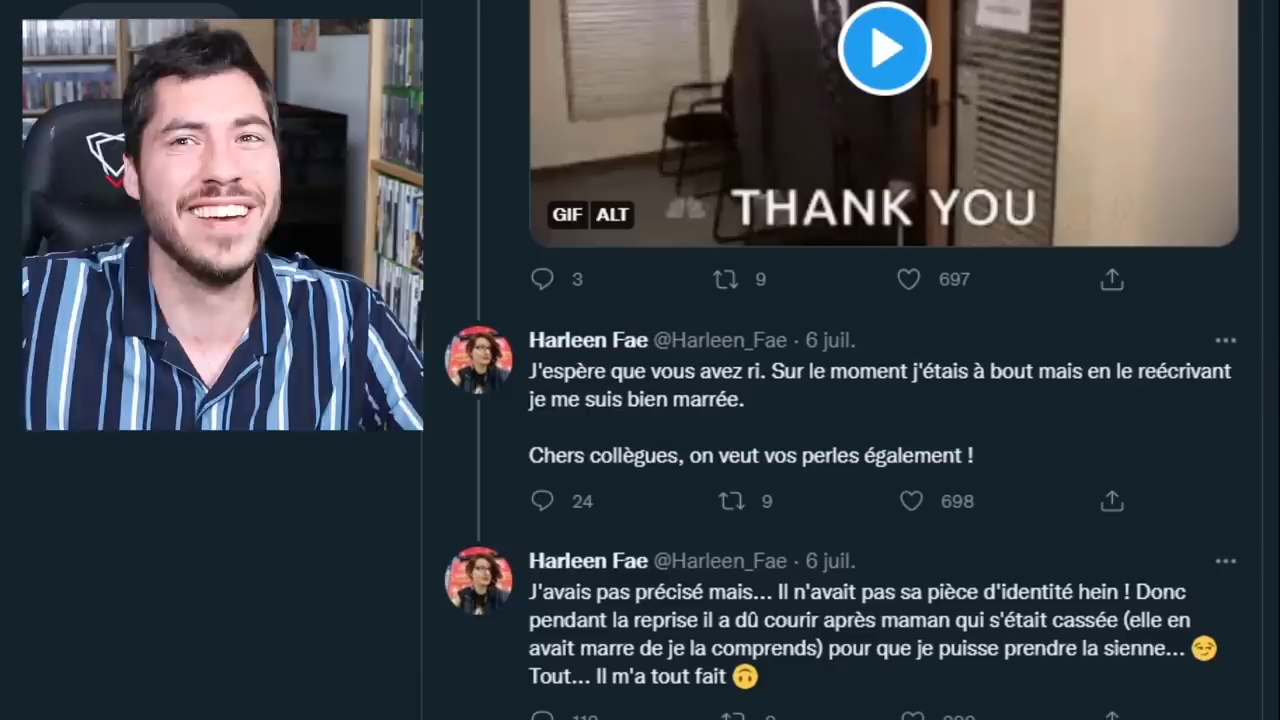 THANK YOU
GIF ALT
3 9 697
Harleen Fae @Harleen_Fae · 6 juil.
J'espère que vous avez ri. Sur le moment j'étais à bout mais en le reécrivant
je me suis bien marrée.
Chers collègues, on veut vos perles également !
24 9 698
Harleen Fae @Harleen_Fae · 6 juil.
J'avais pas précisé mais... Il n'avait pas sa pièce d'identité hein ! Donc
pendant la reprise il a dû courir après maman qui s'était cassée (elle en
avait marre de je la comprends) pour que je puisse prendre la sienne... 😏
Tout... Il m'a tout fait 🙃